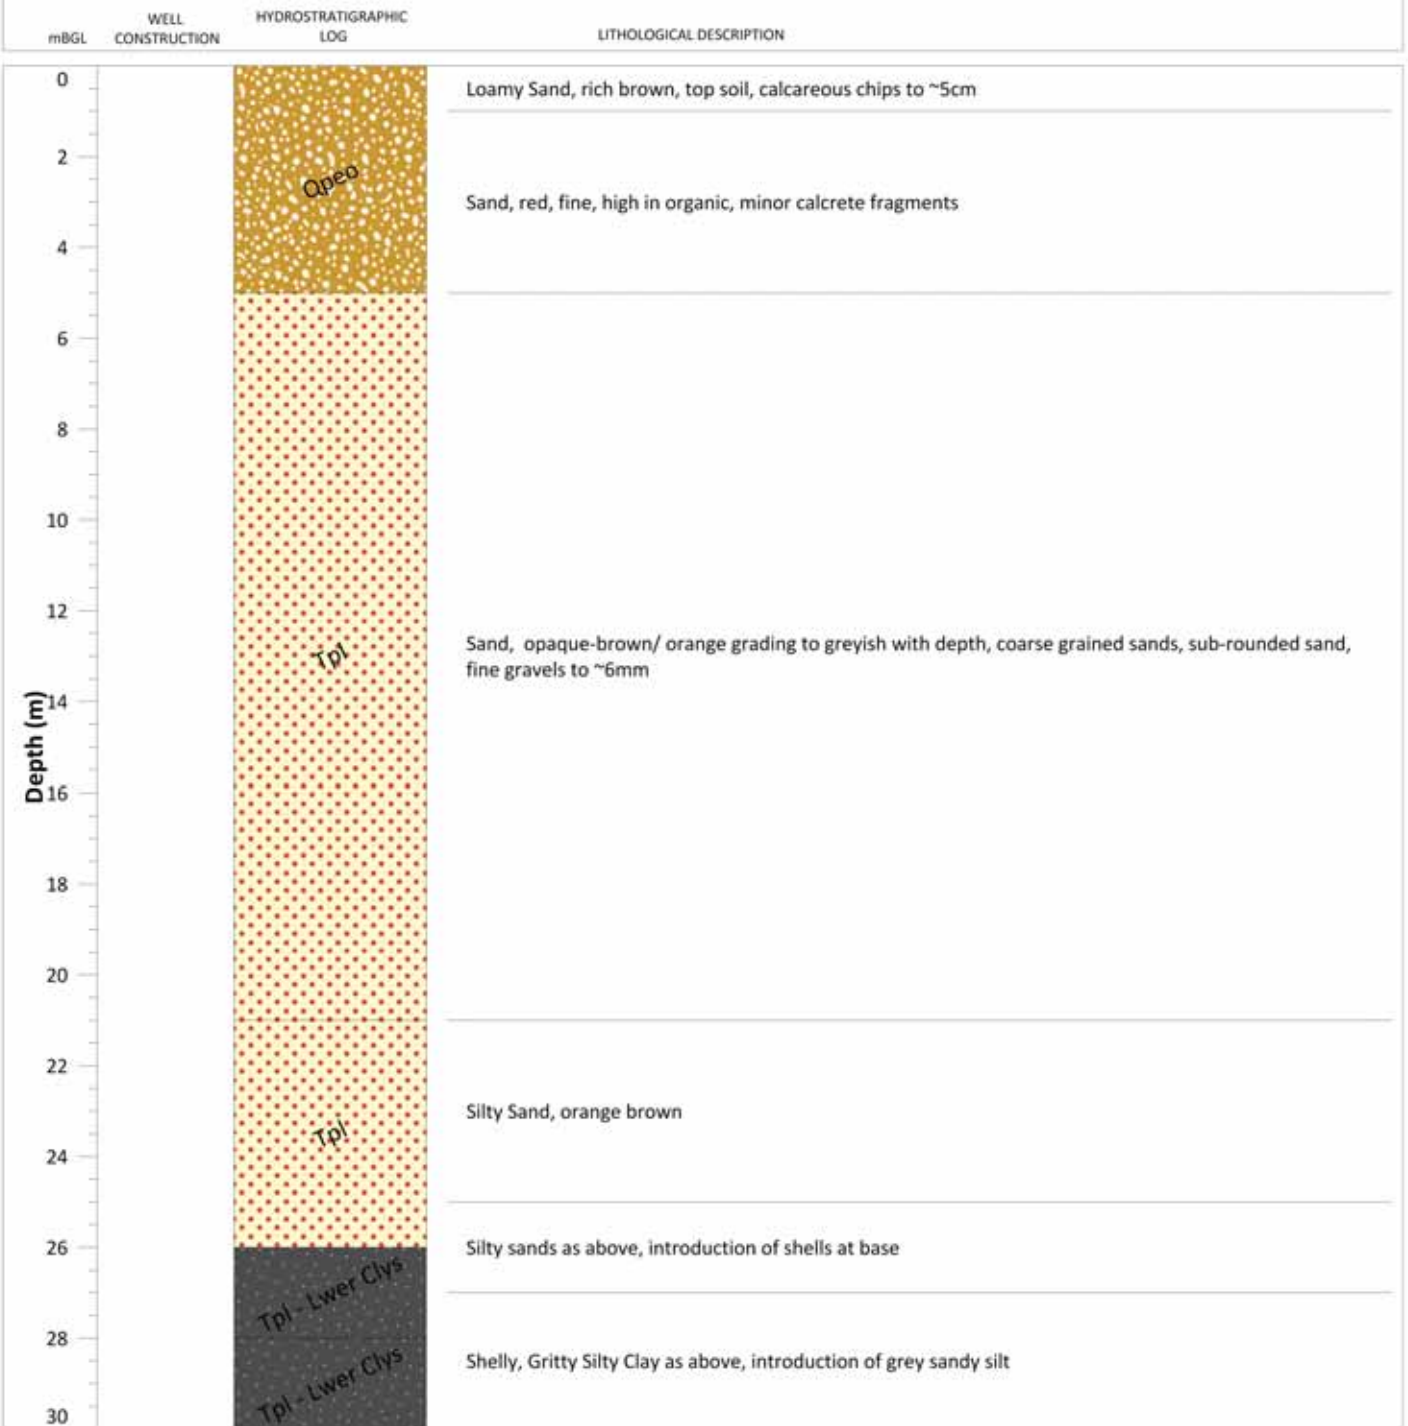 mBGL
WELL
CONSTRUCTION
HYDROSTRATIGRAPHIC
LOG
LITHOLOGICAL DESCRIPTION
0
Loamy Sand, rich brown, top soil, calcareous chips to ~5cm
2
Qpeo
Sand, red, fine, high in organic, minor calcrete fragments
4
6
8
10
12
Tpl
Sand, opaque-brown/ orange grading to greyish with depth, coarse grained sands, sub-rounded sand,
fine gravels to ~6mm
14
Depth (m)
16
18
20
22
Silty Sand, orange brown
Tpl
24
26
Silty sands as above, introduction of shells at base
Tpl - Lwer Clys
28
Shelly, Gritty Silty Clay as above, introduction of grey sandy silt
Tpl - Lwer Clys
30